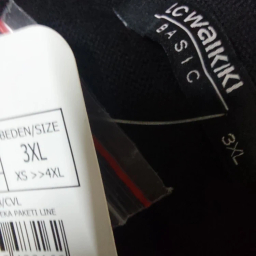 LCWAIKIKI
BASIC
3XL
BEDEN/SIZE
3XL
XS >>4XL
/CVL
EKA PAKETI LINE